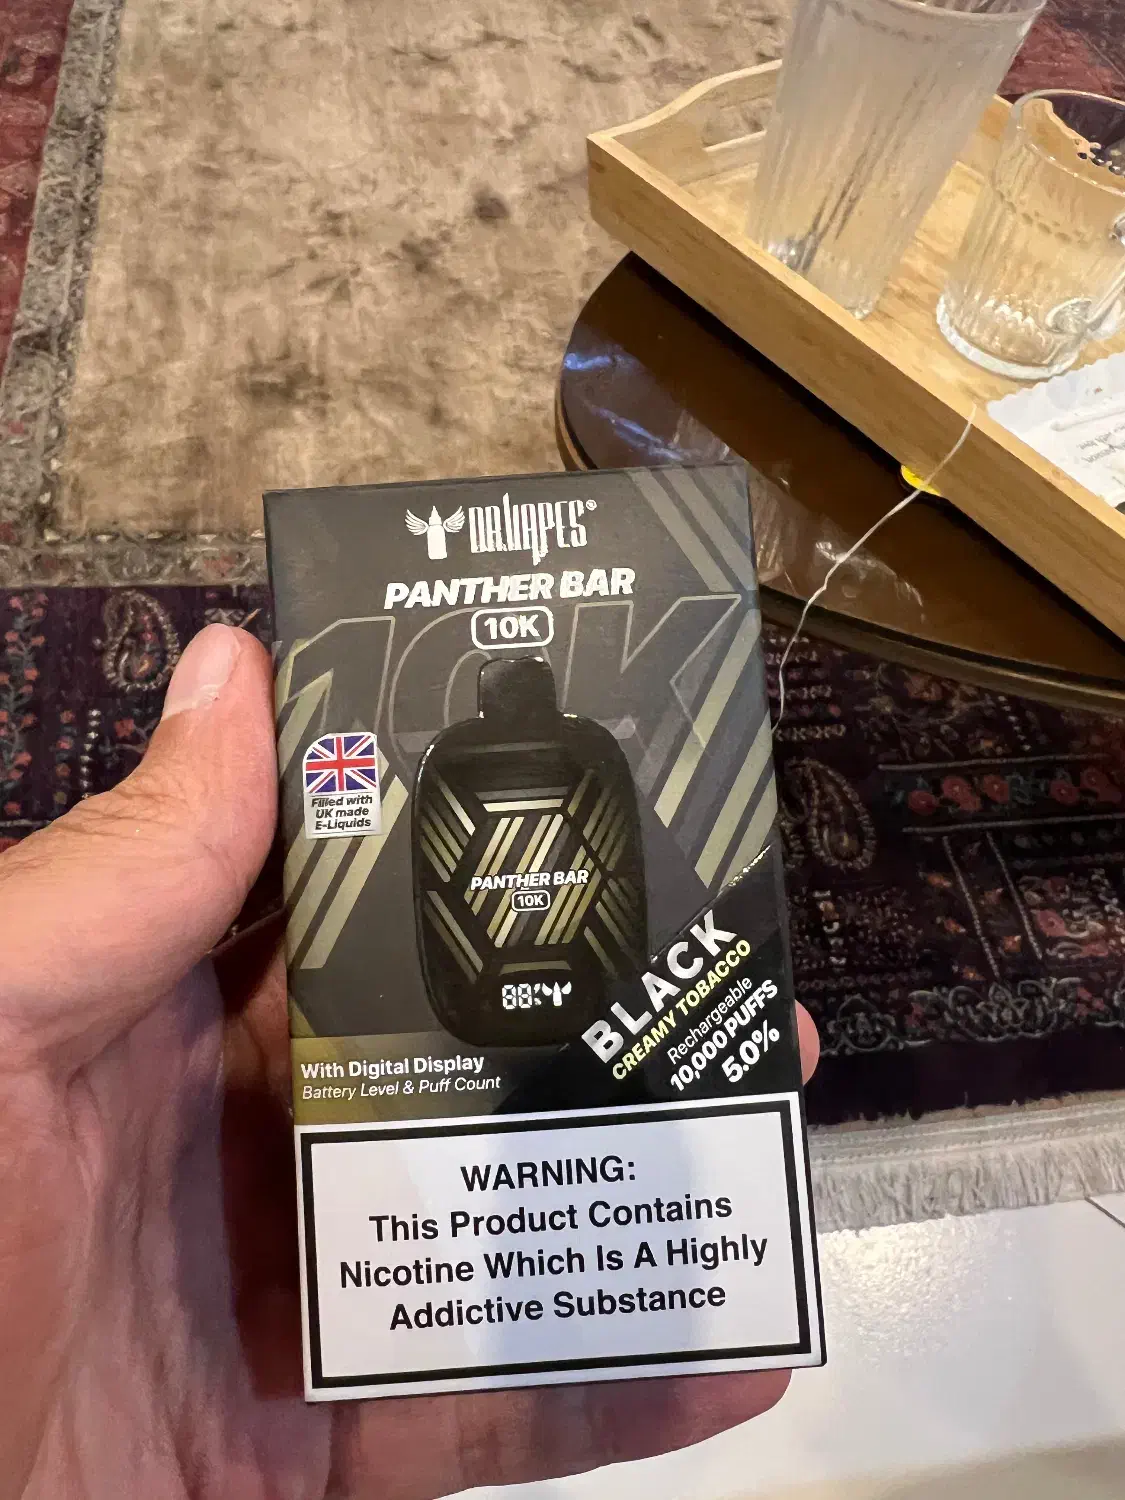 DR.VAPES®
PANTHER BAR
10K
10K
Filled with
UK made
E-Liquids
PANTHER BAR
10K
88%
BLACK
CREAMY TOBACCO
Rechargeable
10,000 PUFFS
5.0%
With Digital Display
Battery Level & Puff Count
WARNING:
This Product Contains
Nicotine Which Is A Highly
Addictive Substance